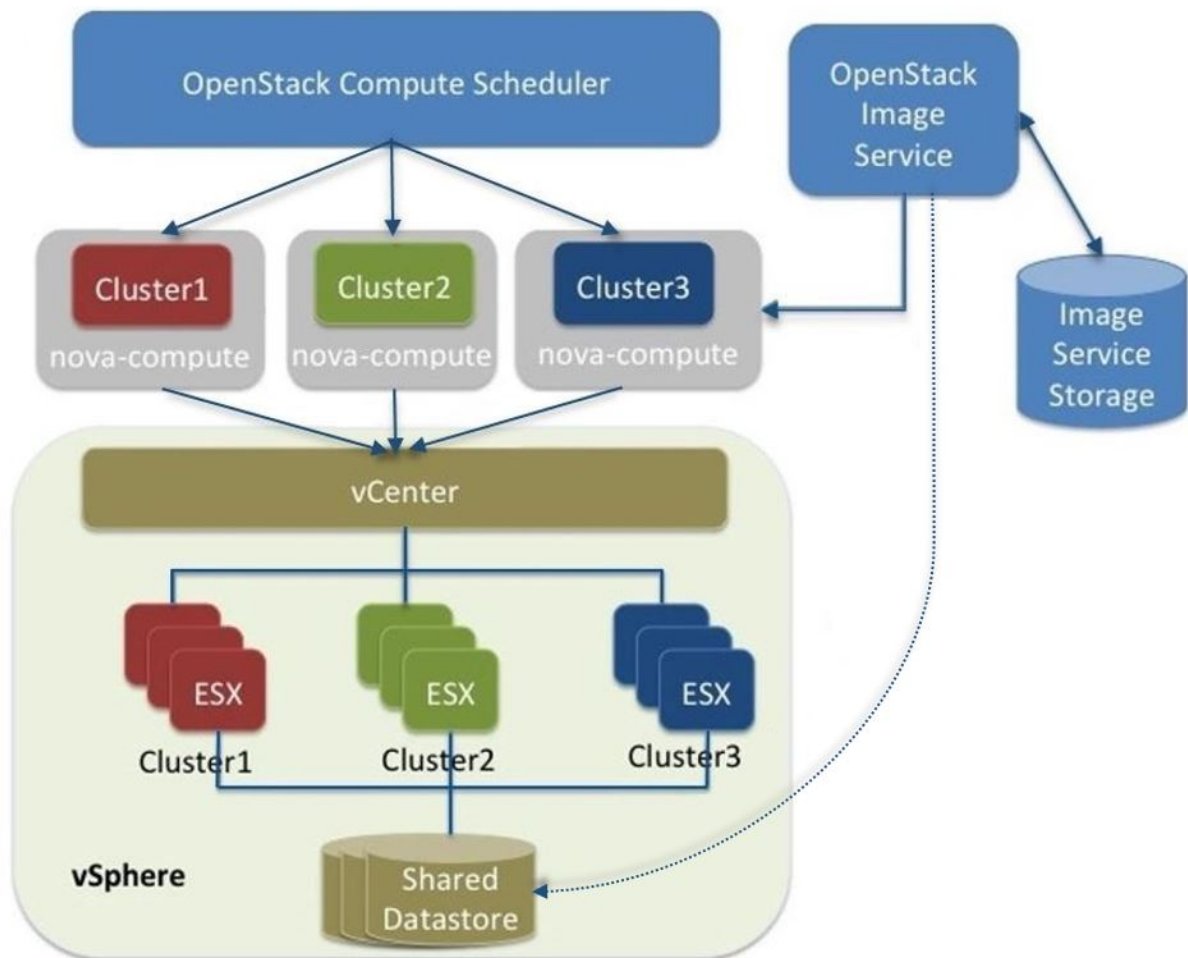 OpenStack Compute Scheduler
OpenStack
Image
Service
Cluster1
Cluster2
Cluster3
nova-compute
nova-compute
nova-compute
Image
Service
Storage
vCenter
ESX
ESX
ESX
Cluster1
Cluster2
Cluster3
vSphere
Shared
Datastore